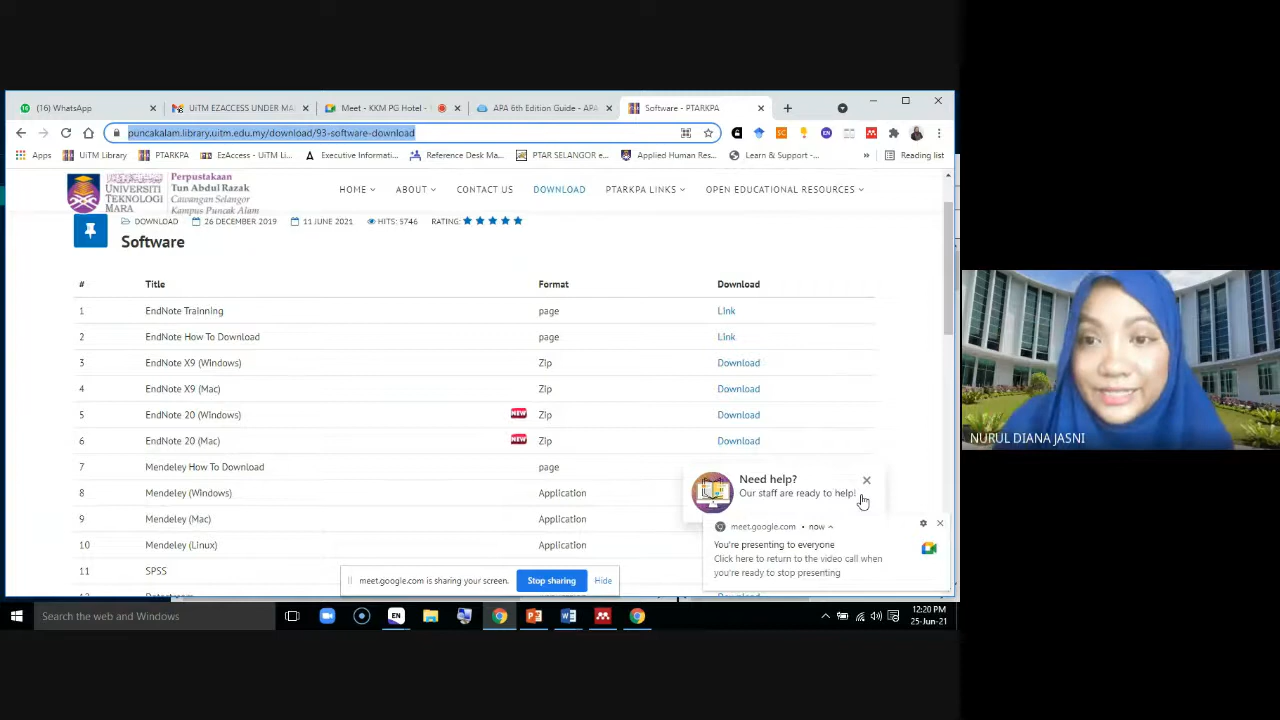 (16) WhatsApp
UiTM EZACCESS UNDER MA
Meet - KKM PG Hotel -
APA 6th Edition Guide - APA
Software - PTARKPA
puncakalam.library.uitm.edu.my/download/93-software-download
Apps
UiTM Library
PTARKPA
EzAccess - UiTM Li...
Executive Informati...
Reference Desk Ma...
PTAR SELANGOR e...
Applied Human Res...
Learn & Support -...
»
Reading list
UNIVERSITI
TEKNOLOGI
MARA
Perpustakaan
Tun Abdul Razak
Cawangan Selangor
Kampus Puncak Alam
HOME ABOUT CONTACT US DOWNLOAD PTARKPA LINKS OPEN EDUCATIONAL RESOURCES
DOWNLOAD 26 DECEMBER 2019 11 JUNE 2021 HITS: 5746 RATING:
Software
# Title Format Download
1 EndNote Trainning page Link
2 EndNote How To Download page Link
3 EndNote X9 (Windows) Zip Download
4 EndNote X9 (Mac) Zip Download
5 EndNote 20 (Windows) NEW Zip Download
6 EndNote 20 (Mac) NEW Zip Download
7 Mendeley How To Download page
8 Mendeley (Windows) Application
9 Mendeley (Mac) Application
10 Mendeley (Linux) Application
11 SPSS
Need help?
Our staff are ready to help!
meet.google.com • now
You're presenting to everyone
Click here to return to the video call when
you're ready to stop presenting
meet.google.com is sharing your screen. Stop sharing Hide
Search the web and Windows
EN
12:20 PM
25-Jun-21
NURUL DIANA JASNI